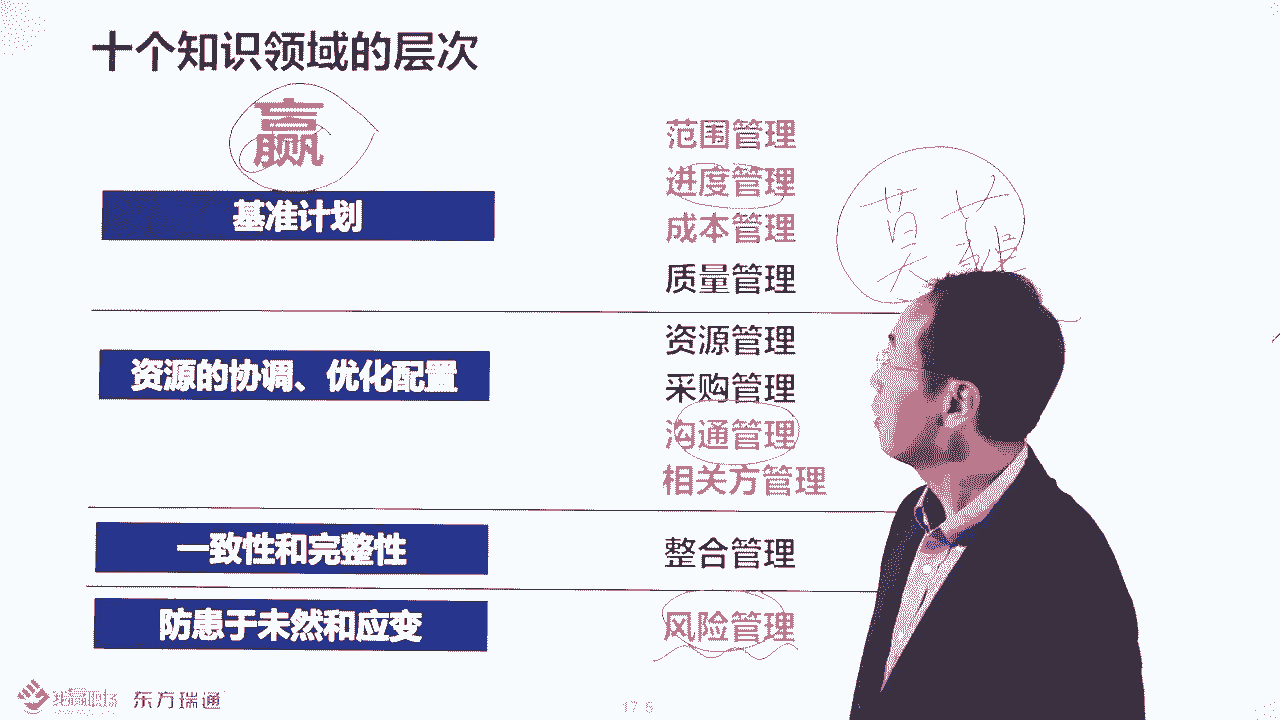 十个知识领域的层次
赢
基准计划
范围管理
进度管理
成本管理
质量管理
英雄
资源的协调、优化配置
资源管理
采购管理
沟通管理
相关方管理
一致性和完整性
整合管理
防患于未然和应变
风险管理
东方瑞通